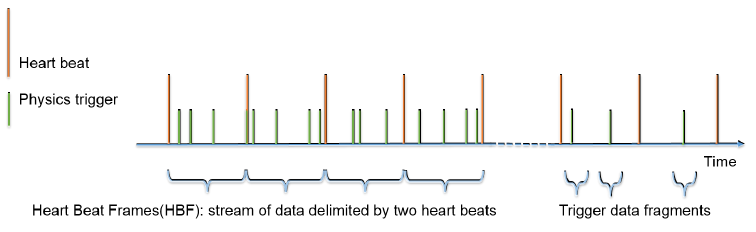 Heart beat
Physics trigger
Time
Heart Beat Frames(HBF): stream of data delimited by two heart beats
Trigger data fragments